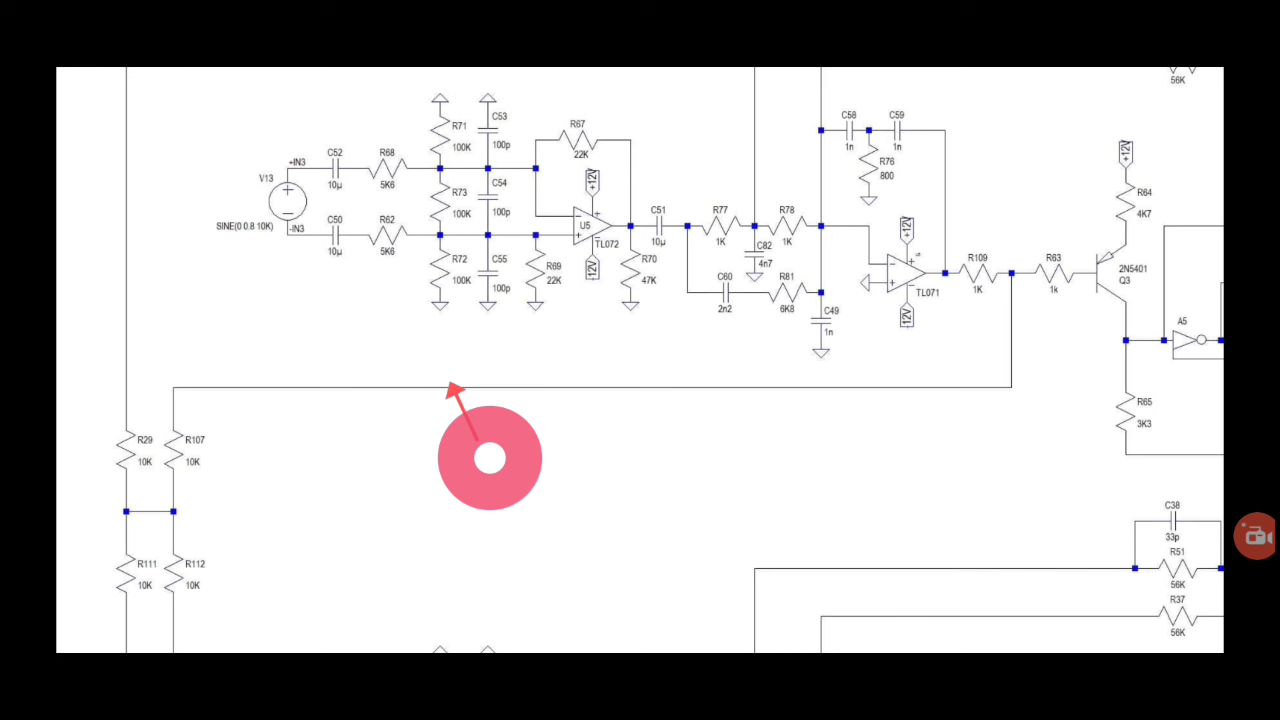 56K
C58
1n
C59
1n
R71
100K
C53
100p
R67
22K
+IN3
C52
10µ
R68
5K6
R76
800
+12V
V13
R73
100K
C54
100p
+12V
R64
4K7
SINE(0 0.8 10K)
-IN3
C50
10µ
R62
5K6
U5
TL072
-12V
C51
10µ
R77
1K
R78
1K
+12V
C82
4n7
R72
100K
C55
100p
R69
22K
R70
47K
C60
2n2
R81
6K8
TL071
-12V
R109
1K
R63
1k
2N5401
Q3
C49
1n
A5
R65
3K3
R29
10K
R107
10K
R111
10K
R112
10K
C38
33p
R51
56K
R37
56K